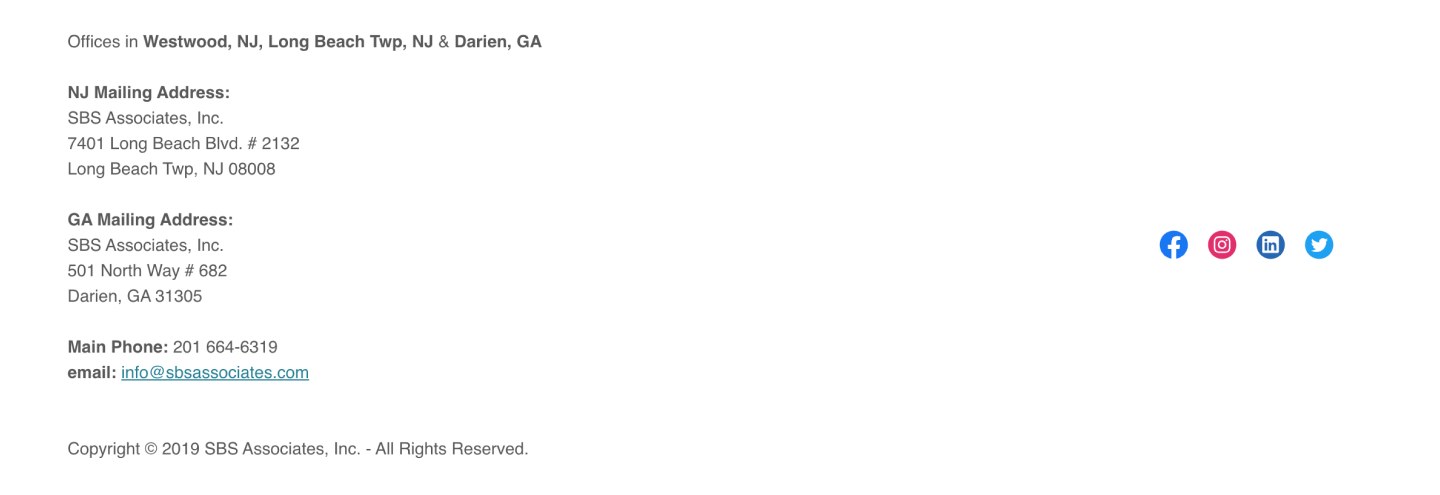 Offices in Westwood, NJ, Long Beach Twp, NJ & Darien, GA
NJ Mailing Address:
SBS Associates, Inc.
7401 Long Beach Blvd. # 2132
Long Beach Twp, NJ 08008
GA Mailing Address:
SBS Associates, Inc.
501 North Way # 682
Darien, GA 31305
Main Phone: 201 664-6319
email: info@sbsassociates.com
Copyright © 2019 SBS Associates, Inc. - All Rights Reserved.